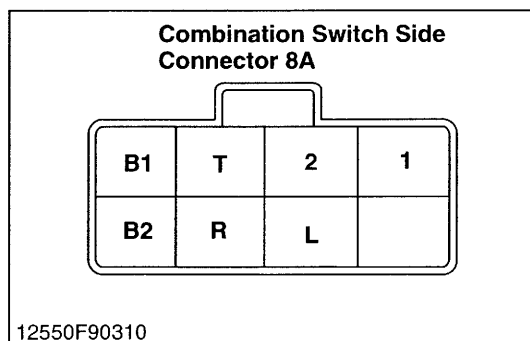 Combination Switch Side
Connector 8A
B1 T 2 1
B2 R L
12550F90310